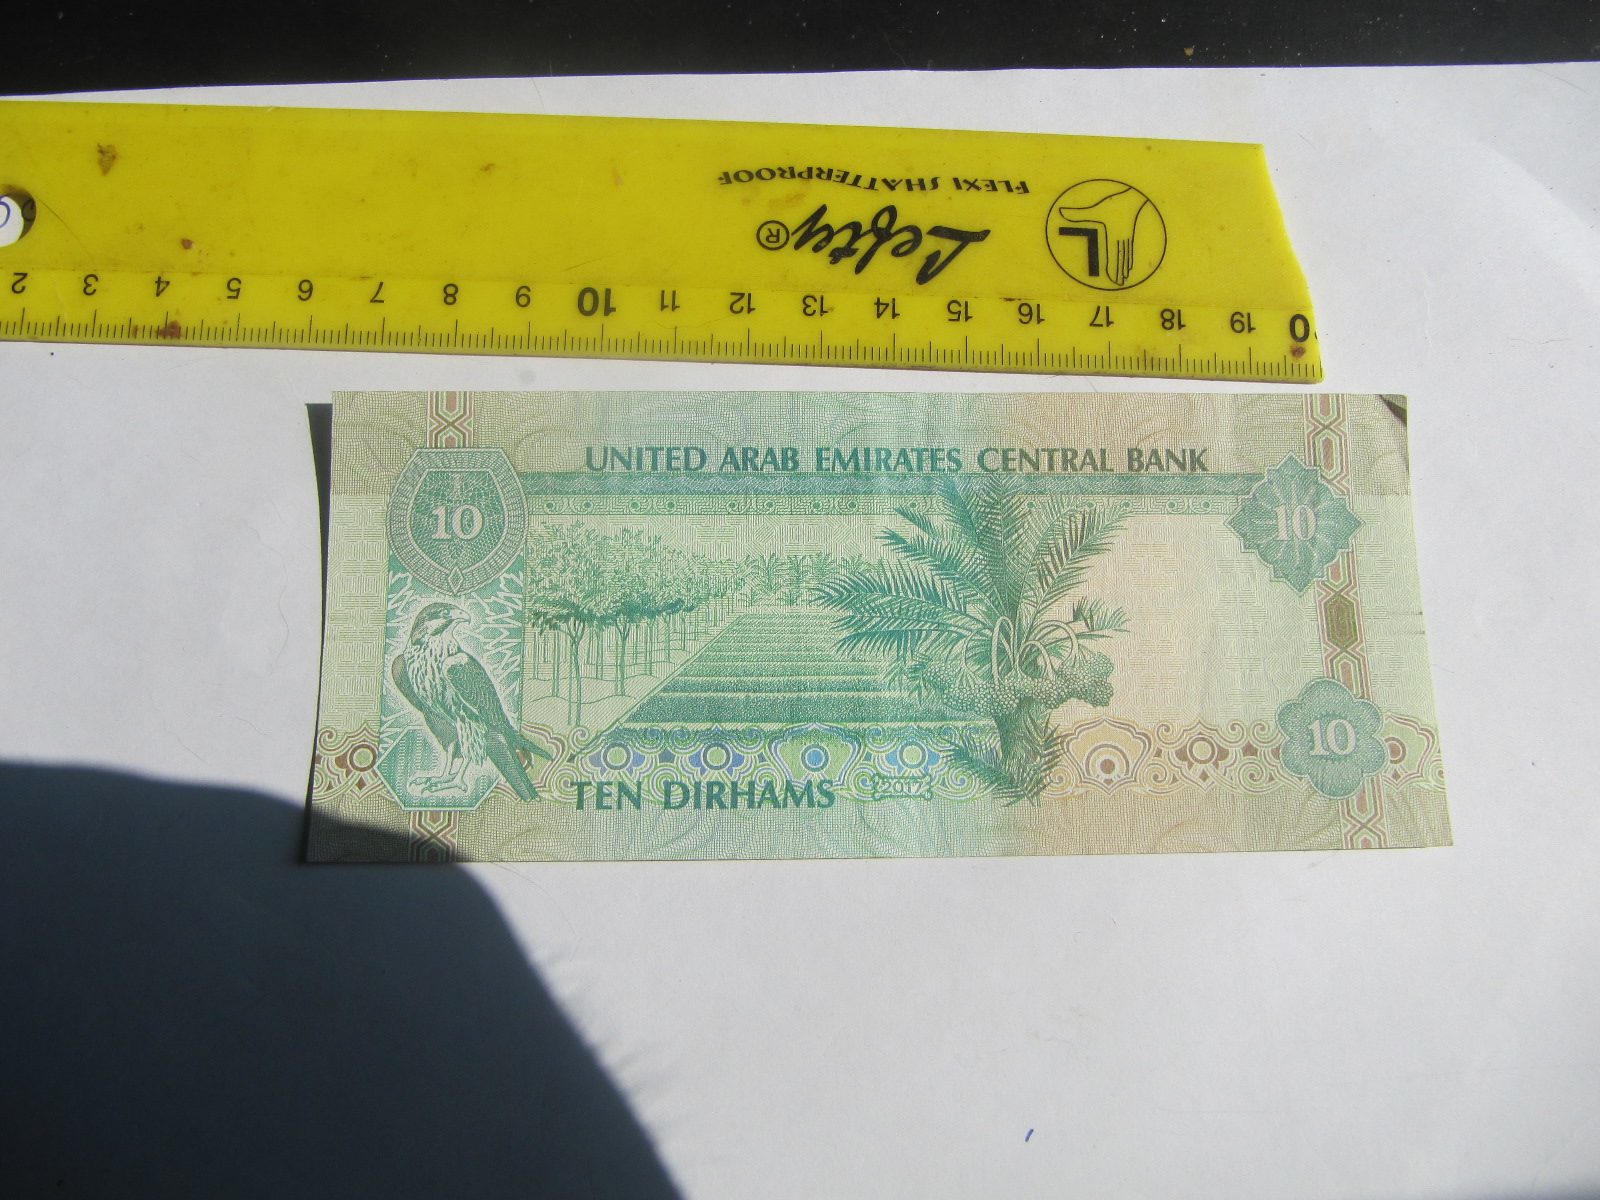 FLEXI SHATTERPROOF
Lefty®
L
2 3 4 5 6 7 8 9 10 11 12 13 14 15 16 17 18 19 0
UNITED ARAB EMIRATES CENTRAL BANK
10 10
10
TEN DIRHAMS 2017